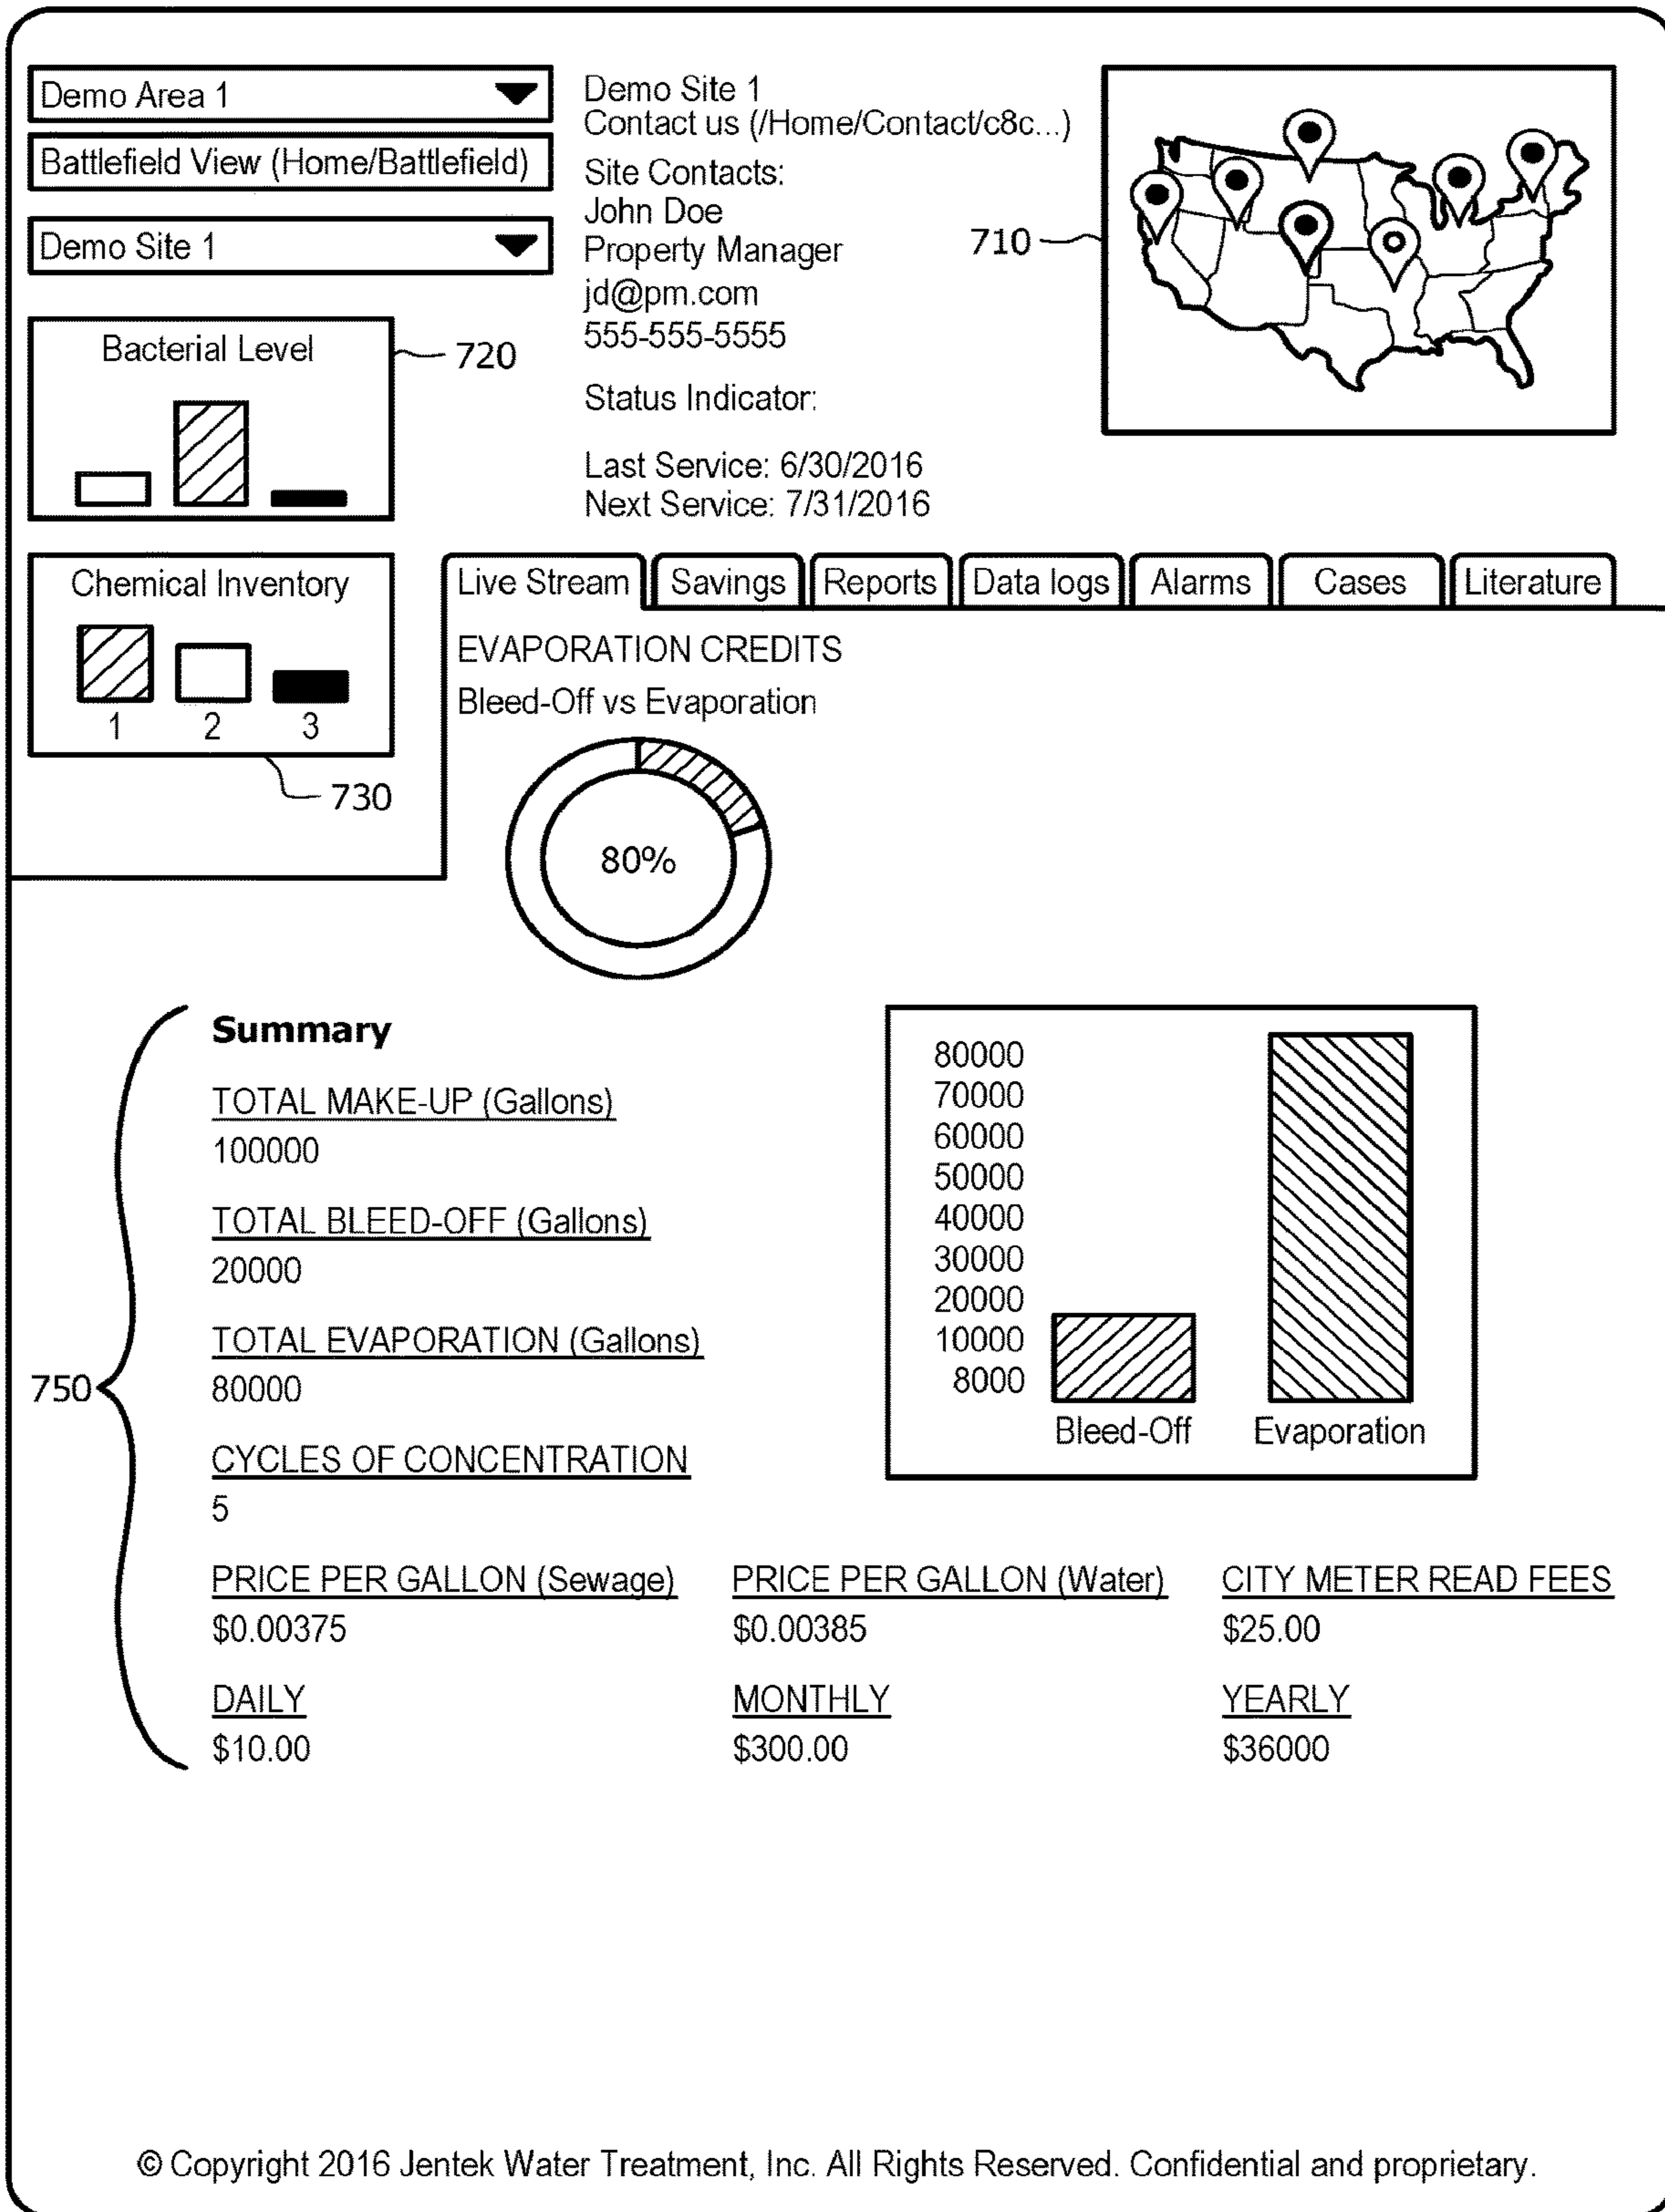 Demo Area 1
Battlefield View (Home/Battlefield)
Demo Site 1
Demo Site 1
Contact us (/Home/Contact/c8c...)
Site Contacts:
John Doe
Property Manager
jd@pm.com
555-555-5555
Status Indicator:
Last Service: 6/30/2016
Next Service: 7/31/2016
710
Bacterial Level
720
Chemical Inventory
1 2 3
730
Live Stream Savings Reports Data logs Alarms Cases Literature
EVAPORATION CREDITS
Bleed-Off vs Evaporation
80%
750
Summary
TOTAL MAKE-UP (Gallons)
100000
TOTAL BLEED-OFF (Gallons)
20000
TOTAL EVAPORATION (Gallons)
80000
CYCLES OF CONCENTRATION
5
80000
70000
60000
50000
40000
30000
20000
10000
8000
Bleed-Off Evaporation
PRICE PER GALLON (Sewage) PRICE PER GALLON (Water) CITY METER READ FEES
$0.00375 $0.00385 $25.00
DAILY MONTHLY YEARLY
$10.00 $300.00 $36000
© Copyright 2016 Jentek Water Treatment, Inc. All Rights Reserved. Confidential and proprietary.